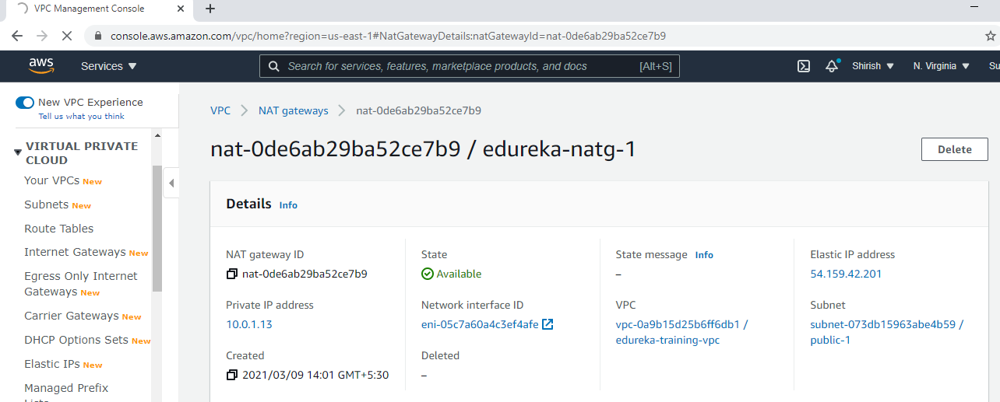 VPC Management Console
console.aws.amazon.com/vpc/home?region=us-east-1#NatGatewayDetails:natGatewayId=nat-0de6ab29ba52ce7b9
aws
Services
Search for services, features, marketplace products, and docs
[Alt+S]
Shirish
N. Virginia
Su
New VPC Experience
Tell us what you think
VIRTUAL PRIVATE
CLOUD
Your VPCs New
Subnets New
Route Tables
Internet Gateways New
Egress Only Internet
Gateways New
Carrier Gateways New
DHCP Options Sets New
Elastic IPs New
Managed Prefix
VPC
NAT gateways
nat-0de6ab29ba52ce7b9
nat-0de6ab29ba52ce7b9 / edureka-natg-1
Delete
Details Info
NAT gateway ID
nat-0de6ab29ba52ce7b9
State
Available
State message Info
–
Elastic IP address
54.159.42.201
Private IP address
10.0.1.13
Network interface ID
eni-05c7a60a4c3ef4afe
VPC
vpc-0a9b15d25b6ff6db1 /
edureka-training-vpc
Subnet
subnet-073db15963abe4b59 /
public-1
Created
2021/03/09 14:01 GMT+5:30
Deleted
–